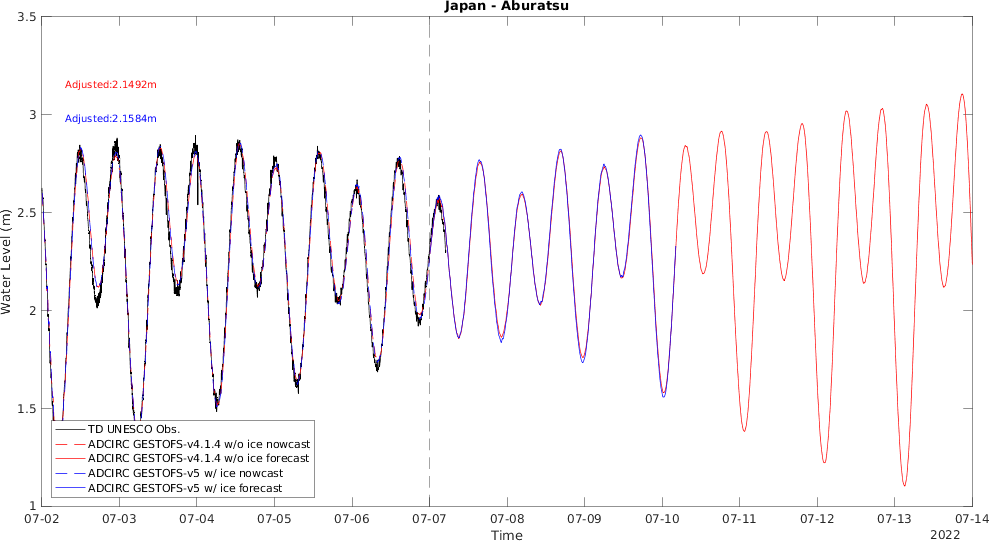 Japan - Aburatsu
3.5
Adjusted:2.1492m
3
Adjusted:2.1584m
2.5
Water Level (m)
2
1.5
TD UNESCO Obs.
ADCIRC GESTOFS-v4.1.4 w/o ice nowcast
ADCIRC GESTOFS-v4.1.4 w/o ice forecast
ADCIRC GESTOFS-v5 w/ ice nowcast
ADCIRC GESTOFS-v5 w/ ice forecast
1
07-02 07-03 07-04 07-05 07-06 07-07 07-08 07-09 07-10 07-11 07-12 07-13 07-14
Time
2022